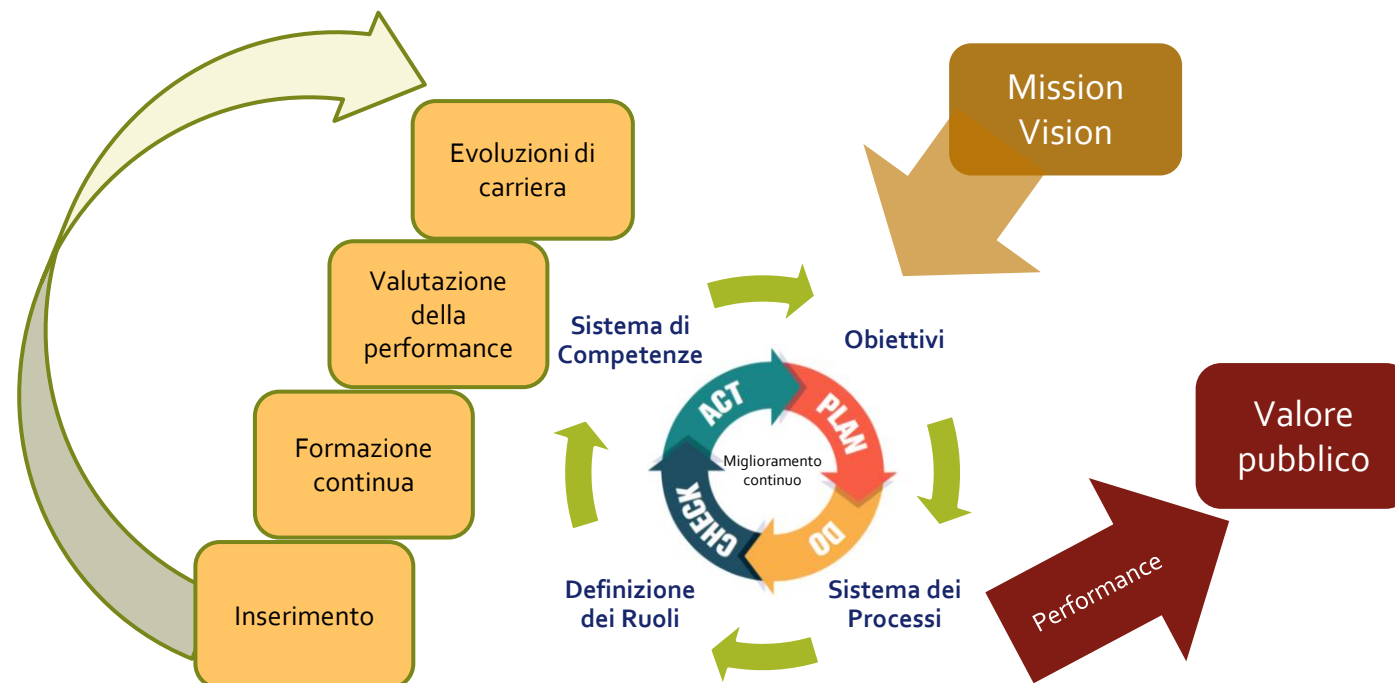 Evoluzioni di
carriera
Valutazione
della
performance
Formazione
continua
Inserimento
Mission
Vision
Sistema di
Competenze
Obiettivi
ACT
PLAN
Miglioramento
continuo
CHECK
DO
Definizione
dei Ruoli
Sistema dei
Processi
Valore
pubblico
Performance